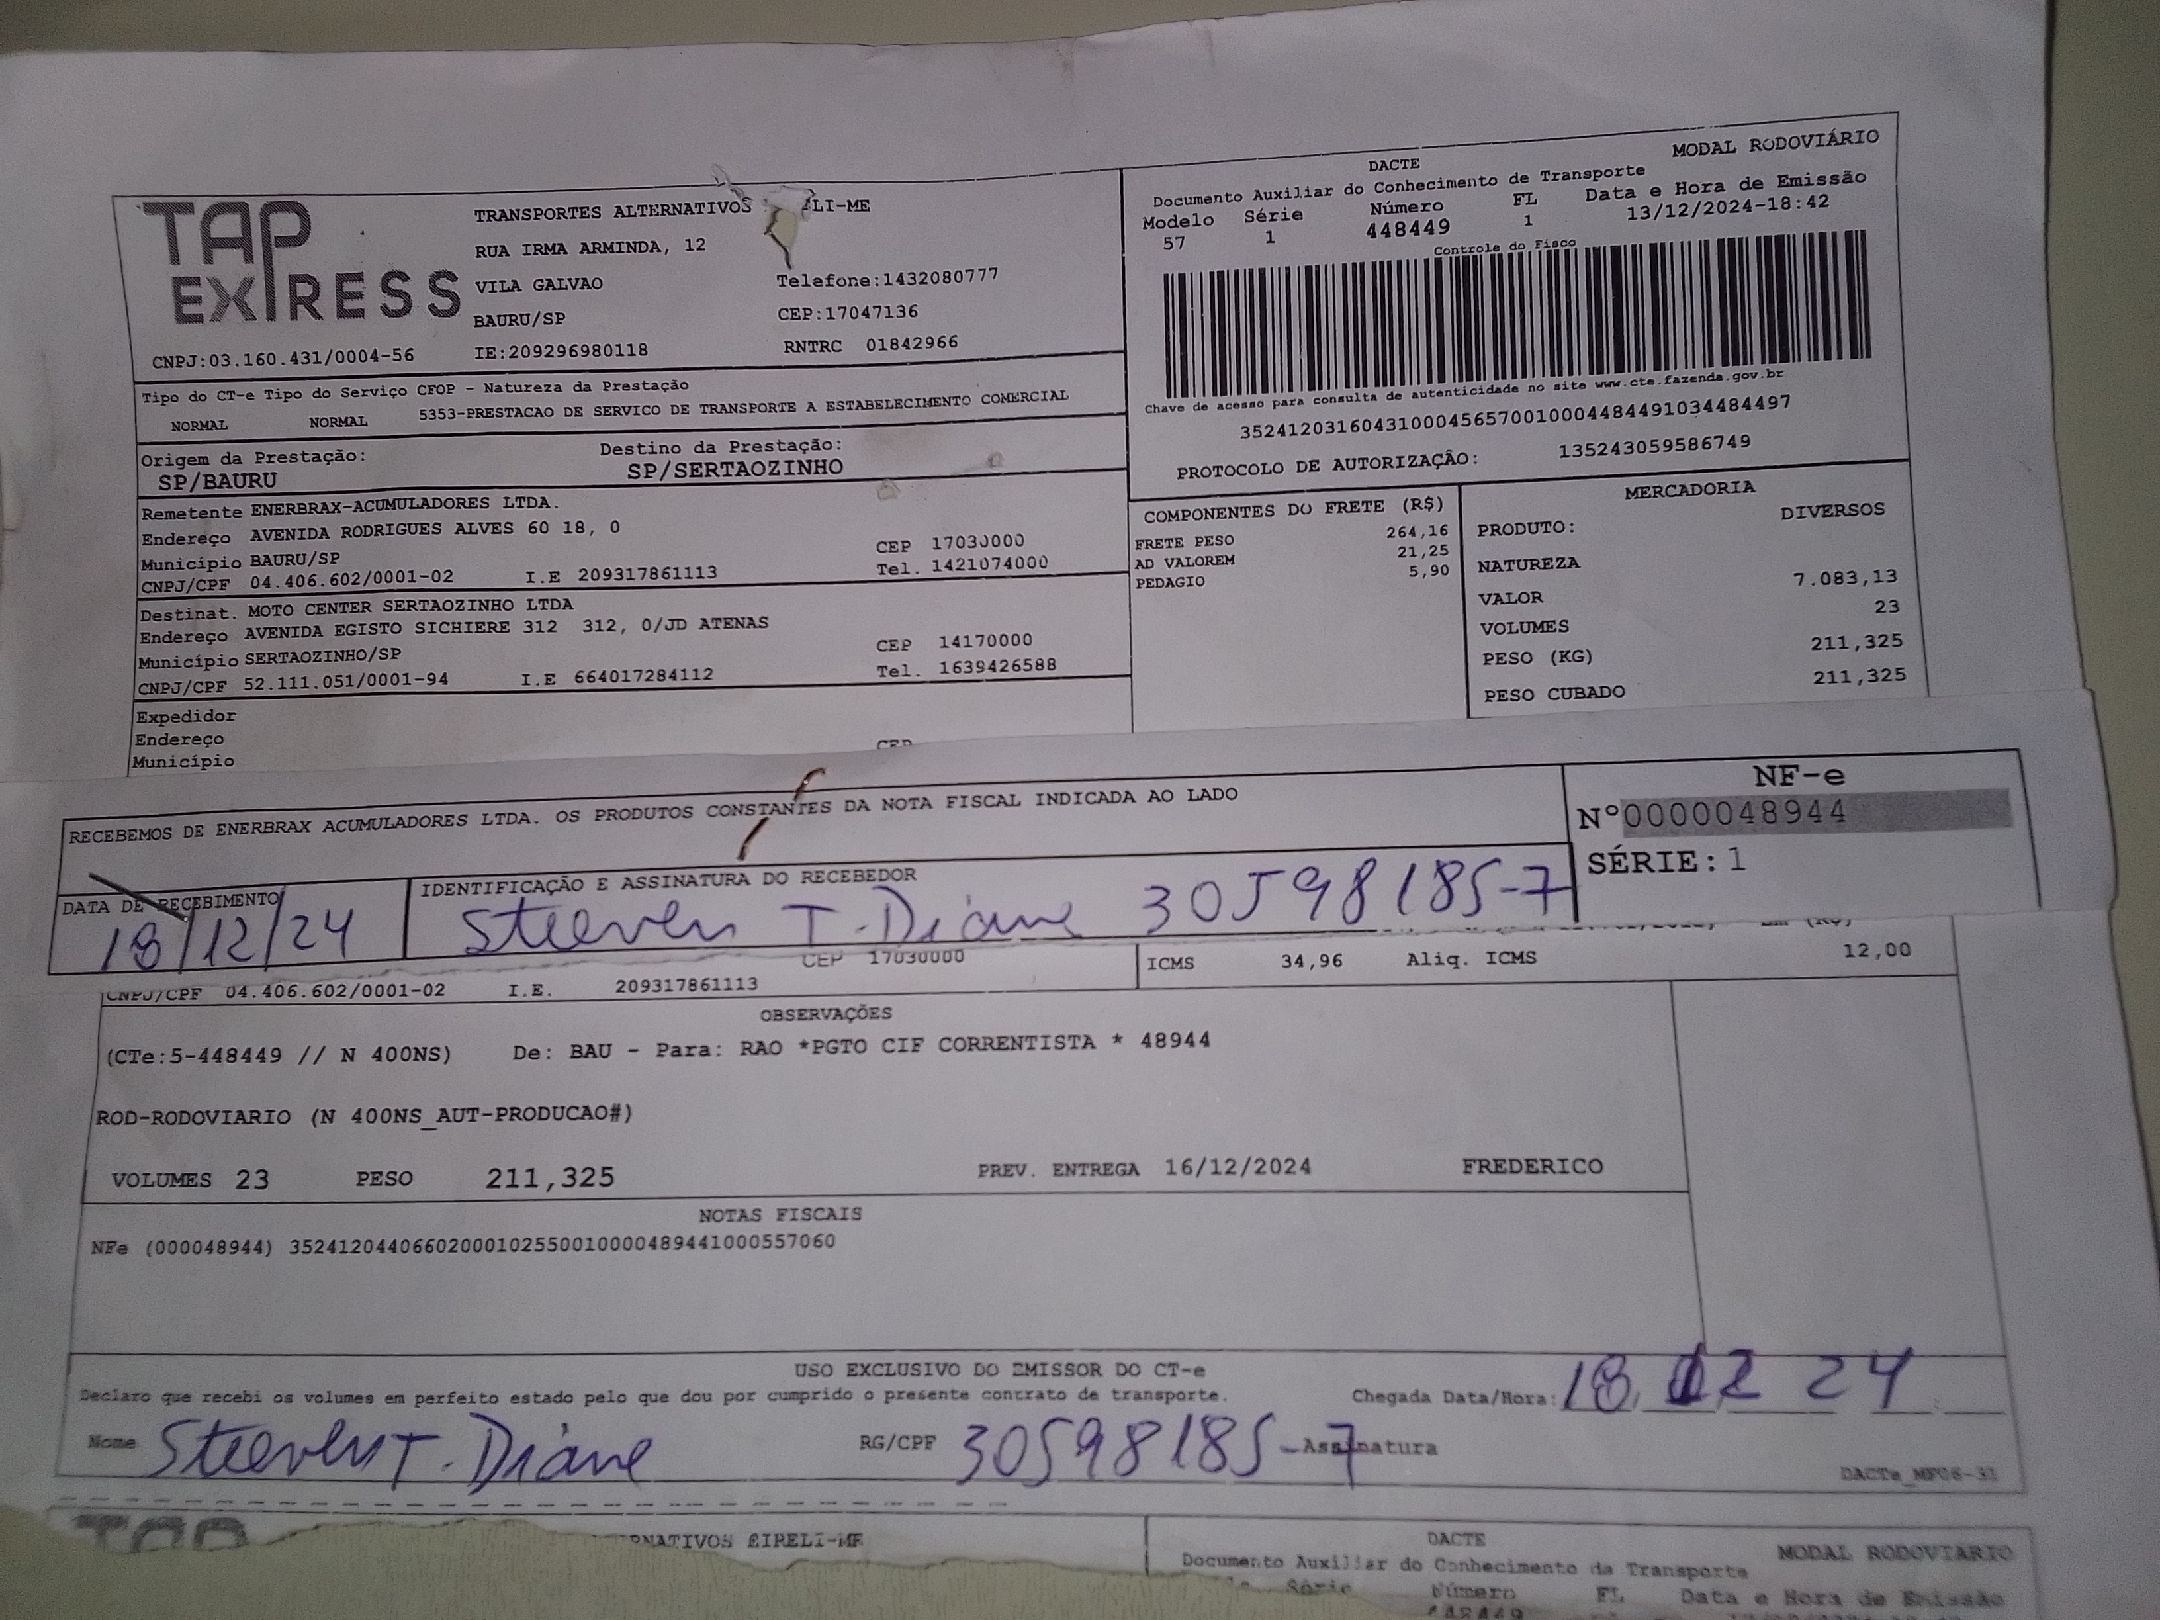 TAP EXPRESS
TRANSPORTES ALTERNATIVOS ELI-ME
RUA IRMA ARMINDA, 12
VILA GALVAO Telefone:1432080777
BAURU/SP CEP:17047136
CNPJ:03.160.431/0004-56 IE:209296980118 RNTRC 01842966
DACTE MODAL RODOVIÁRIO
Documento Auxiliar do Conhecimento de Transporte
Modelo Série Número FL Data e Hora de Emissão
57 1 448449 1 13/12/2024-18:42
Controle do Fisco
Chave de acesso para consulta de autenticidade no site www.cte.fazenda.gov.br
35241203160431000456570010004484491034484497
PROTOCOLO DE AUTORIZAÇÃO: 135243059586749
Tipo do CT-e Tipo do Serviço CFOP - Natureza da Prestação
NORMAL NORMAL 5353-PRESTACAO DE SERVICO DE TRANSPORTE A ESTABELECIMENTO COMERCIAL
Origem da Prestação: Destino da Prestação:
SP/BAURU SP/SERTAOZINHO
Remetente ENERBRAX-ACUMULADORES LTDA.
Endereço AVENIDA RODRIGUES ALVES 60 18, 0
Município BAURU/SP CEP 17030000
CNPJ/CPF 04.406.602/0001-02 I.E 209317861113 Tel. 1421074000
Destinat. MOTO CENTER SERTAOZINHO LTDA
Endereço AVENIDA EGISTO SICHIERE 312 312, 0/JD ATENAS
Município SERTAOZINHO/SP CEP 14170000
CNPJ/CPF 52.111.051/0001-94 I.E 664017284112 Tel. 1639426588
Expedidor
Endereço
Município CEP
COMPONENTES DO FRETE (R$)
FRETE PESO 264,16
AD VALOREM 21,25
PEDAGIO 5,90
MERCADORIA
PRODUTO: DIVERSOS
NATUREZA
VALOR 7.083,13
VOLUMES 23
PESO (KG) 211,325
PESO CUBADO 211,325
RECEBEMOS DE ENERBRAX ACUMULADORES LTDA. OS PRODUTOS CONSTANTES DA NOTA FISCAL INDICADA AO LADO
NF-e
Nº0000048944
SÉRIE:1
DATA DE RECEBIMENTO IDENTIFICAÇÃO E ASSINATURA DO RECEBEDOR
18/12/24 Steeven T. Diane 30598185-7
CEP 17030000 ICMS 34,96 Aliq. ICMS 12,00
CNPJ/CPF 04.406.602/0001-02 I.E. 209317861113
OBSERVAÇÕES
(CTe:5-448449 // N 400NS) De: BAU - Para: RAO *PGTO CIF CORRENTISTA * 48944
ROD-RODOVIARIO (N 400NS_AUT-PRODUCAO#)
VOLUMES 23 PESO 211,325 PREV. ENTREGA 16/12/2024 FREDERICO
NOTAS FISCAIS
NFe (000048944) 35241204406602000102550010000489441000557060
USO EXCLUSIVO DO EMISSOR DO CT-e
Declaro que recebi os volumes em perfeito estado pelo que dou por cumprido o presente contrato de transporte. Chegada Data/Hora: 18 12 24
Nome Steeven T. Diane RG/CPF 30598185-7 Assinatura
DACTe_MF06-31
TAP RNATIVOS EIRELI-ME DACTE MODAL RODOVIARIO
Documento Auxiliar do Conhecimento de Transporte
Série Número FL Data e Hora de Emissão
448449